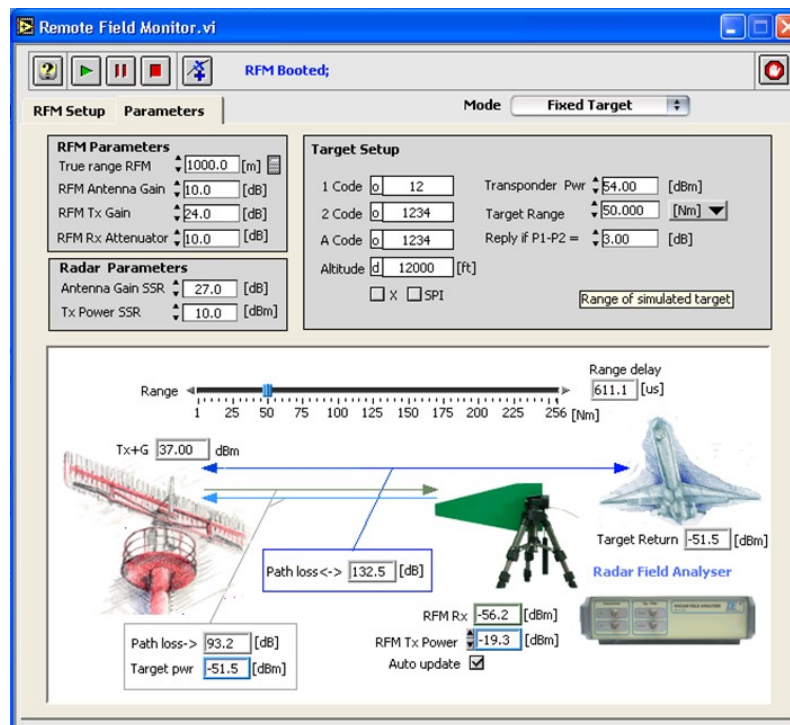 Remote Field Monitor.vi
RFM Booted;
RFM Setup Parameters
Mode Fixed Target
RFM Parameters
True range RFM 1000.0 [m]
RFM Antenna Gain 10.0 [dB]
RFM Tx Gain 24.0 [dB]
RFM Rx Attenuator 10.0 [dB]
Radar Parameters
Antenna Gain SSR 27.0 [dB]
Tx Power SSR 10.0 [dBm]
Target Setup
1 Code o 12 Transponder Pwr 54.00 [dBm]
2 Code o 1234 Target Range 50.000 [Nm]
A Code o 1234 Reply if P1-P2 = 3.00 [dB]
Altitude d 12000 [ft]
X SPI
Range of simulated target
Range delay
611.1 [us]
Range
1 25 50 75 100 125 150 175 200 225 256 [Nm]
Tx+G 37.00 dBm
Target Return -51.5 [dBm]
Path loss<-> 132.5 [dB]
Radar Field Analyser
RFM Rx -56.2 [dBm]
RFM Tx Power -19.3 [dBm]
Auto update
Path loss-> 93.2 [dB]
Target pwr -51.5 [dBm]